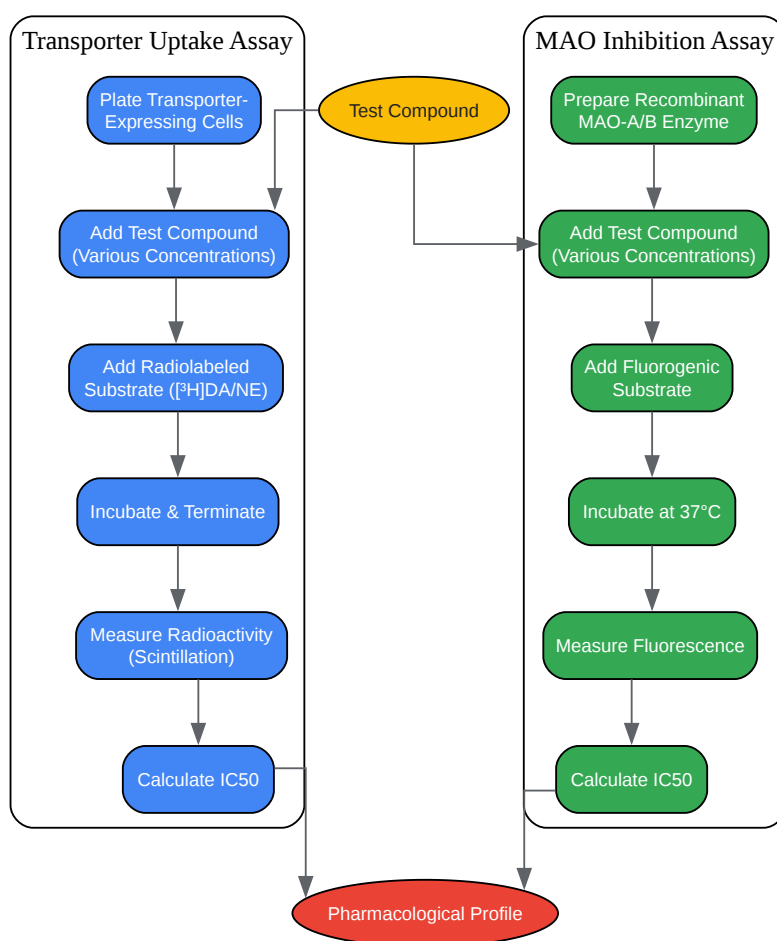 Transporter Uptake Assay
Plate Transporter-
Expressing Cells
Add Test Compound
(Various Concentrations)
Add Radiolabeled
Substrate ([³H]DA/NE)
Incubate & Terminate
Measure Radioactivity
(Scintillation)
Calculate IC50
Test Compound
MAO Inhibition Assay
Prepare Recombinant
MAO-A/B Enzyme
Add Test Compound
(Various Concentrations)
Add Fluorogenic
Substrate
Incubate at 37°C
Measure Fluorescence
Calculate IC50
Pharmacological Profile